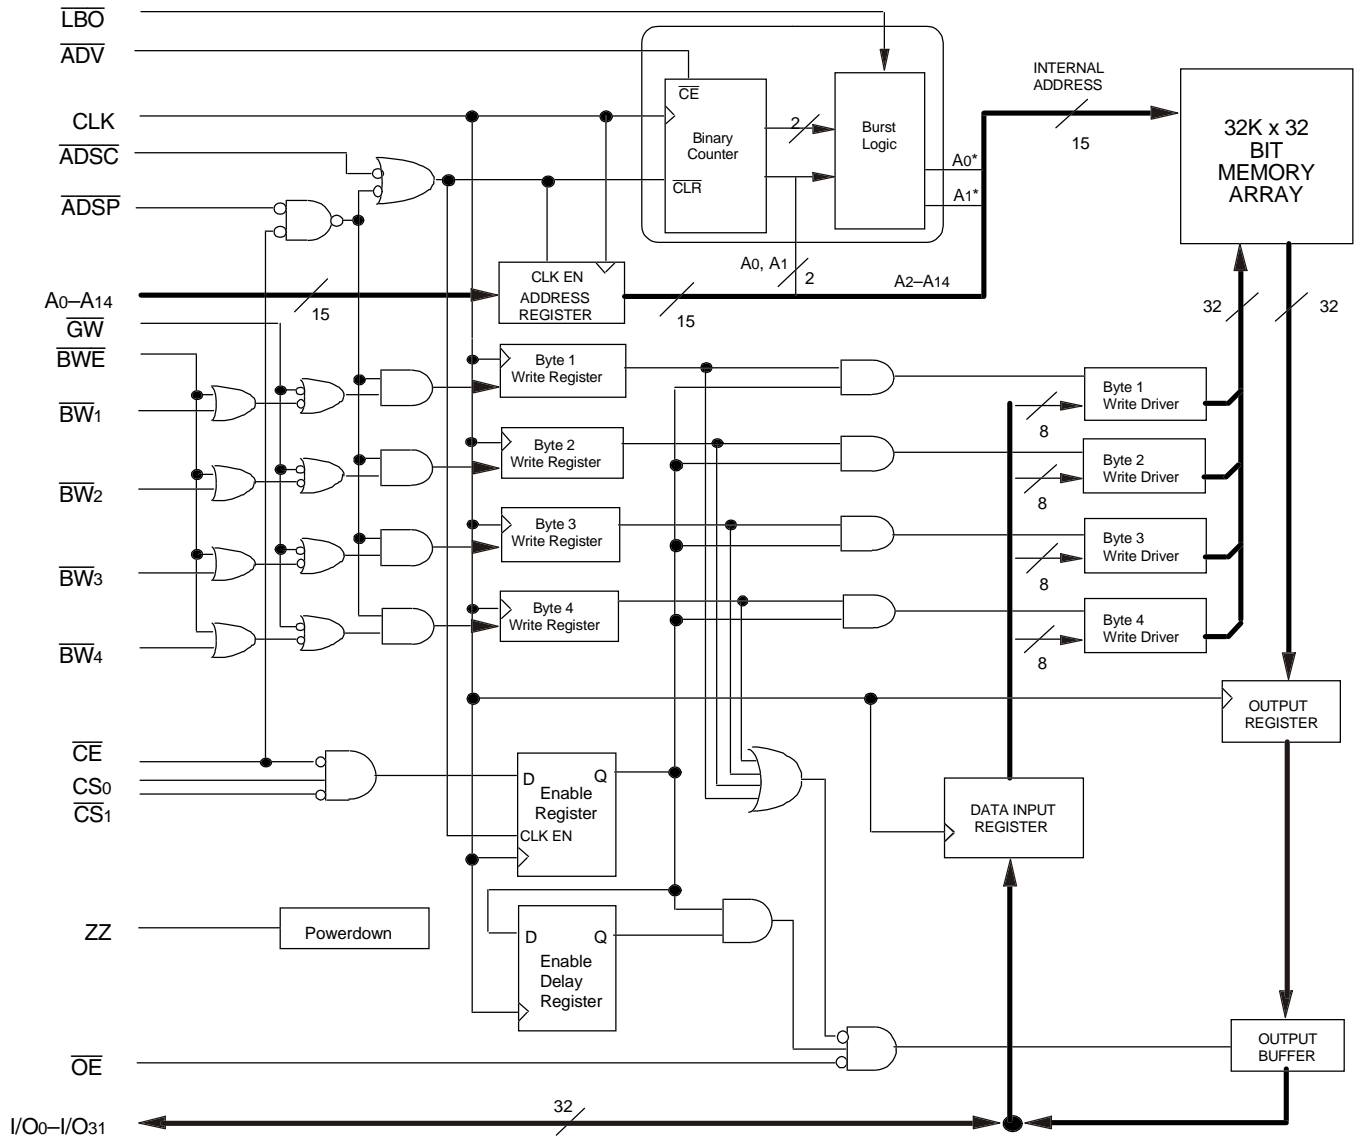 LBO
ADV
CLK
ADSC
ADSP
A0–A14
GW
BWE
BW1
BW2
BW3
BW4
CE
CS0
CS1
ZZ
OE
I/O0–I/O31
CE
Binary
Counter
CLR
2
Burst
Logic
A0*
A1*
INTERNAL
ADDRESS
15
32K x 32
BIT
MEMORY
ARRAY
15
CLK EN
ADDRESS
REGISTER
15
A0, A1
2
A2–A14
32
32
Byte 1
Write Register
Byte 2
Write Register
Byte 3
Write Register
Byte 4
Write Register
8
Byte 1
Write Driver
8
Byte 2
Write Driver
8
Byte 3
Write Driver
8
Byte 4
Write Driver
OUTPUT
REGISTER
D
Q
Enable
Register
CLK EN
DATA INPUT
REGISTER
Powerdown
D
Q
Enable
Delay
Register
OUTPUT
BUFFER
32